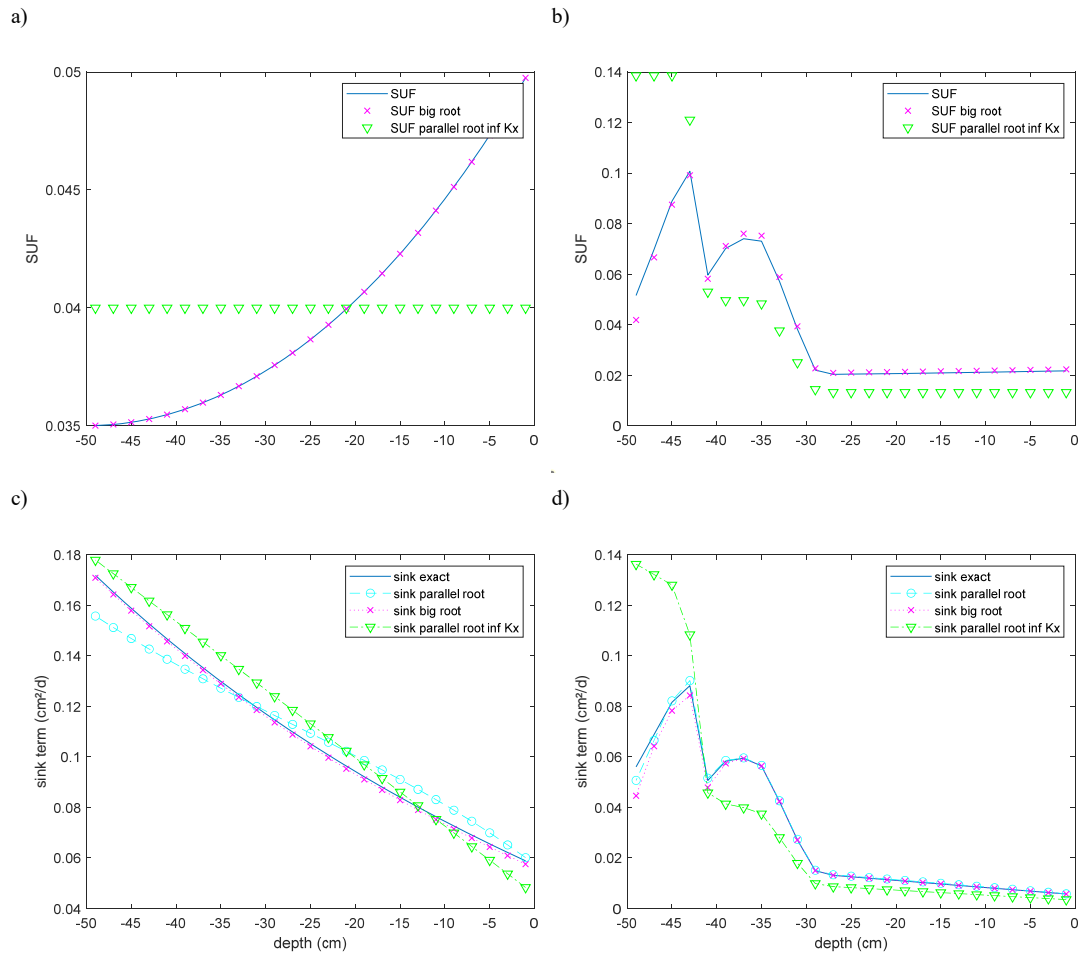 a)
b)
0.05
0.045
0.04
0.035
SUF
SUF
SUF big root
SUF parallel root inf Kx
-50 -45 -40 -35 -30 -25 -20 -15 -10 -5 0
0.14
0.12
0.1
0.08
0.06
0.04
0.02
0
SUF
SUF
SUF big root
SUF parallel root inf Kx
-50 -45 -40 -35 -30 -25 -20 -15 -10 -5 0
c)
d)
0.18
0.16
0.14
0.12
0.1
0.08
0.06
0.04
sink term (cm²/d)
sink exact
sink parallel root
sink big root
sink parallel root inf Kx
-50 -45 -40 -35 -30 -25 -20 -15 -10 -5 0
depth (cm)
0.14
0.12
0.1
0.08
0.06
0.04
0.02
0
sink term (cm²/d)
sink exact
sink parallel root
sink big root
sink parallel root inf Kx
-50 -45 -40 -35 -30 -25 -20 -15 -10 -5 0
depth (cm)